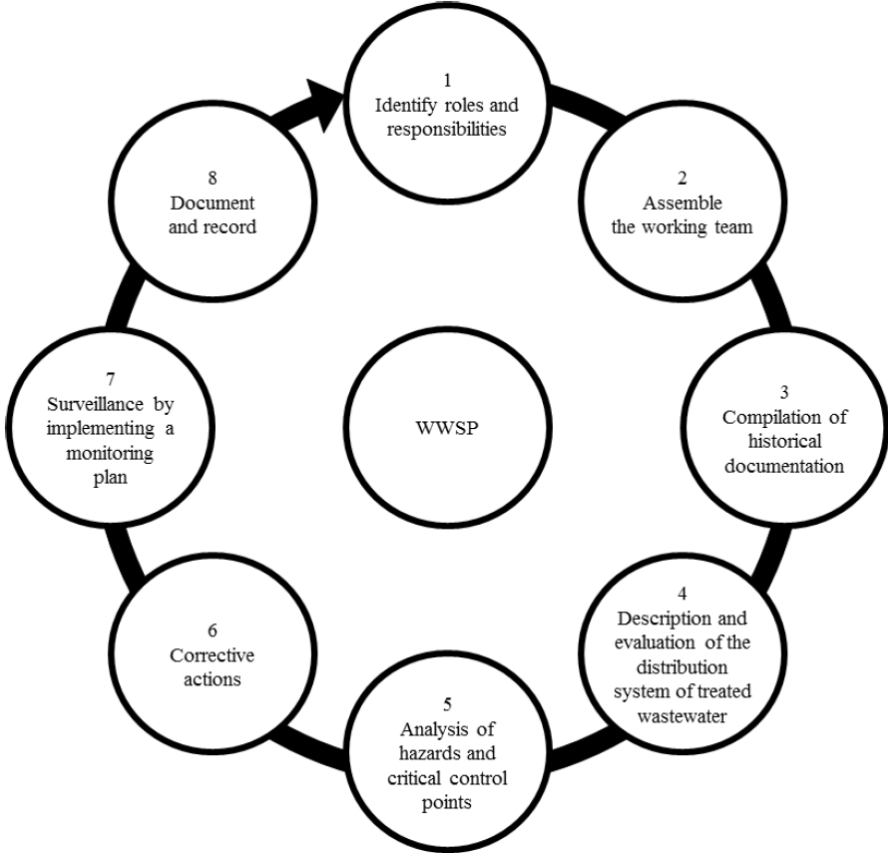 1
Identify roles and
responsibilities
2
Assemble
the working team
3
Compilation of
historical
documentation
4
Description and
evaluation of the
distribution
system of treated
wastewater
5
Analysis of
hazards and
critical control
points
6
Corrective
actions
7
Surveillance by
implementing a
monitoring
plan
8
Document
and record
WWSP